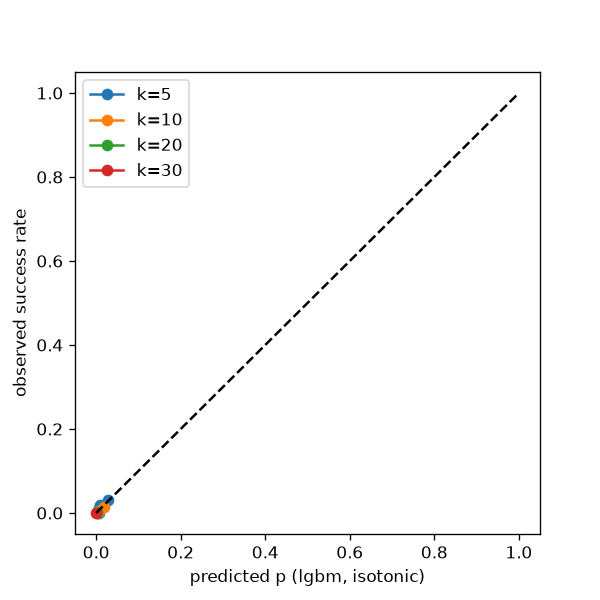 k=5
k=10
k=20
k=30
1.0
0.8
0.6
0.4
0.2
0.0
observed success rate
0.0 0.2 0.4 0.6 0.8 1.0
predicted p (lgbm, isotonic)